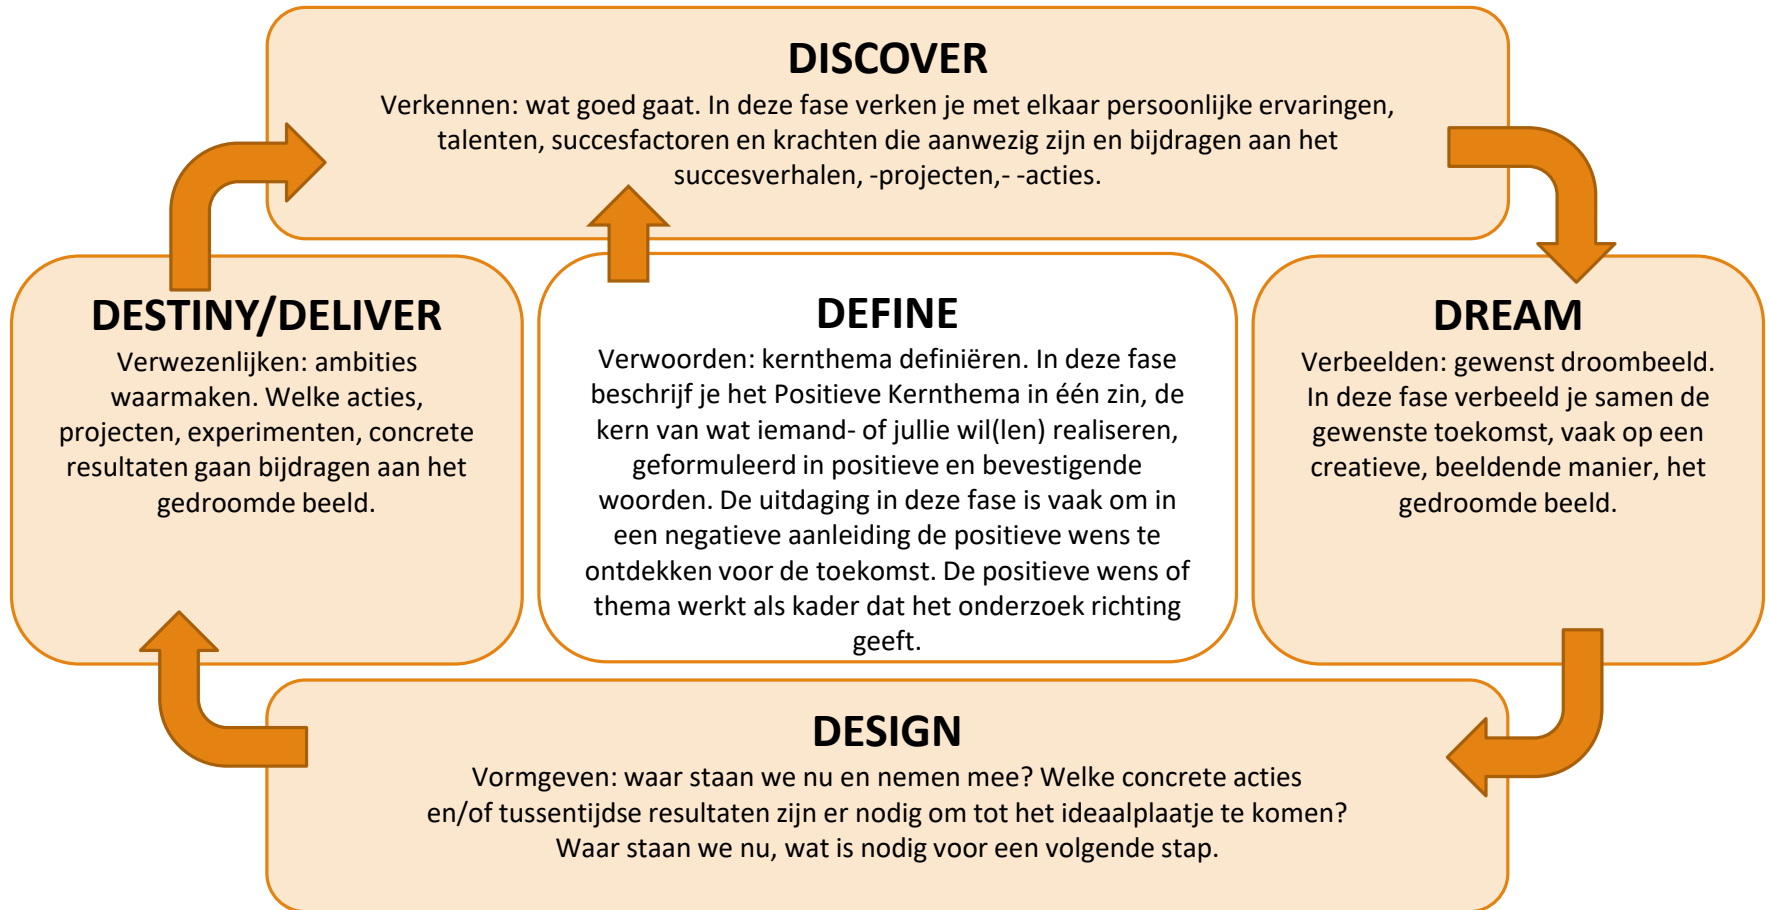 DISCOVER
Verkennen: wat goed gaat. In deze fase verken je met elkaar persoonlijke ervaringen,
talenten, succesfactoren en krachten die aanwezig zijn en bijdragen aan het
succesverhalen, -projecten,- -acties.
DESTINY/DELIVER
Verwezenlijken: ambities
waarmaken. Welke acties,
projecten, experimenten, concrete
resultaten gaan bijdragen aan het
gedroomde beeld.
DEFINE
Verwoorden: kernthema definiëren. In deze fase
beschrijf je het Positieve Kernthema in één zin, de
kern van wat iemand- of jullie wil(len) realiseren,
geformuleerd in positieve en bevestigende
woorden. De uitdaging in deze fase is vaak om in
een negatieve aanleiding de positieve wens te
ontdekken voor de toekomst. De positieve wens of
thema werkt als kader dat het onderzoek richting
geeft.
DREAM
Verbeelden: gewenst droombeeld.
In deze fase verbeeld je samen de
gewenste toekomst, vaak op een
creatieve, beeldende manier, het
gedroomde beeld.
DESIGN
Vormgeven: waar staan we nu en nemen mee? Welke concrete acties
en/of tussentijdse resultaten zijn er nodig om tot het ideaalplaatje te komen?
Waar staan we nu, wat is nodig voor een volgende stap.